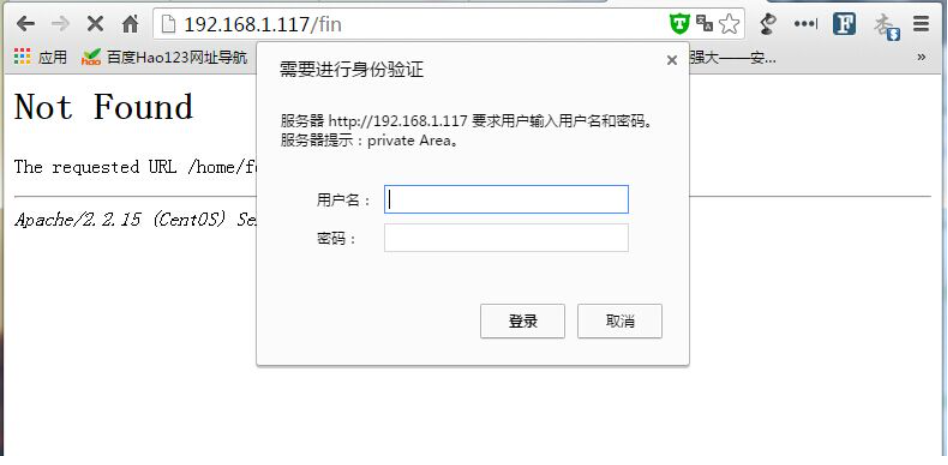 192.168.1.117/fin
应用
百度Hao123网址导航
强大——安...
»
需要进行身份验证
服务器 http://192.168.1.117 要求用户输入用户名和密码。
服务器提示：private Area。
用户名：
密码：
登录
取消
Not Found
The requested URL /home/f
Apache/2.2.15 (CentOS) Se